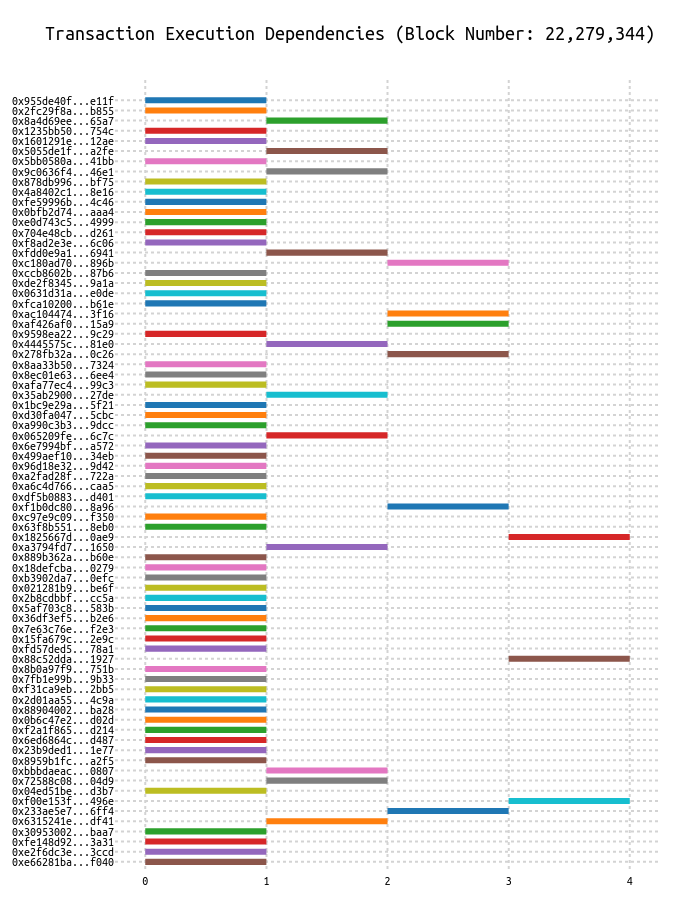 Transaction Execution Dependencies (Block Number: 22,279,344)
0x955de40f...e11f
0x2fc29f8a...b855
0x8a4d69ee...65a7
0x1235bb50...754c
0x1601291e...12ae
0x5055de1f...a2fe
0x5bb0580a...41bb
0x9c0636f4...46e1
0x878db996...bf75
0x4a8402c1...8e16
0xfe59996b...4c46
0x0bfb2d74...aaa4
0xe0d743c5...4999
0x704e48cb...d261
0xf8ad2e3e...6c06
0xfdd0e9a1...6941
0xc180ad70...896b
0xccb8602b...87b6
0xde2f8345...9a1a
0x0631d31a...e0de
0xfca10200...b61e
0xac104474...3f16
0xaf426af0...15a9
0x9598ea22...9c29
0x4445575c...81e0
0x278fb32a...0c26
0x8aa33b50...7324
0x8ec01e63...6ee4
0xafa77ec4...99c3
0x35ab2900...27de
0x1bc9e29a...5f21
0xd30fa047...5cbc
0xa990c3b3...9dcc
0x065209fe...6c7c
0x6e7994bf...a572
0x499aef10...34eb
0x96d18e32...9d42
0xa2fad28f...722a
0xa6c4d766...caa5
0xdf5b0883...d401
0xf1b0dc80...8a96
0xc97e9c09...f350
0x63f8b551...8eb0
0x1825667d...0ae9
0xa3794fd7...1650
0x889b362a...b60e
0x18defcba...0279
0xb3902da7...0efc
0x021281b9...be6f
0x2b8cdbbf...cc5a
0x5af703c8...583b
0x36df3ef5...b2e6
0x7e63c76e...f2e3
0x15fa679c...2e9c
0xfd57ded5...78a1
0x88c52dda...1927
0x8b0a97f9...751b
0x7fb1e99b...9b33
0xf31ca9eb...2bb5
0x2d01aa55...4c9a
0x88904002...ba28
0x0b6c47e2...d02d
0xf2a1f865...d214
0x6ed6864c...d487
0x23b9ded1...1e77
0x8959b1fc...a2f5
0xbbbdaeac...0807
0x72588c08...04d9
0x04ed51be...d3b7
0xf00e153f...496e
0x233ae5e7...6ff4
0x6315241e...df41
0x30953002...baa7
0xfe148d92...3a31
0xe2f6dc3e...3ccd
0xe66281ba...f040
0 1 2 3 4